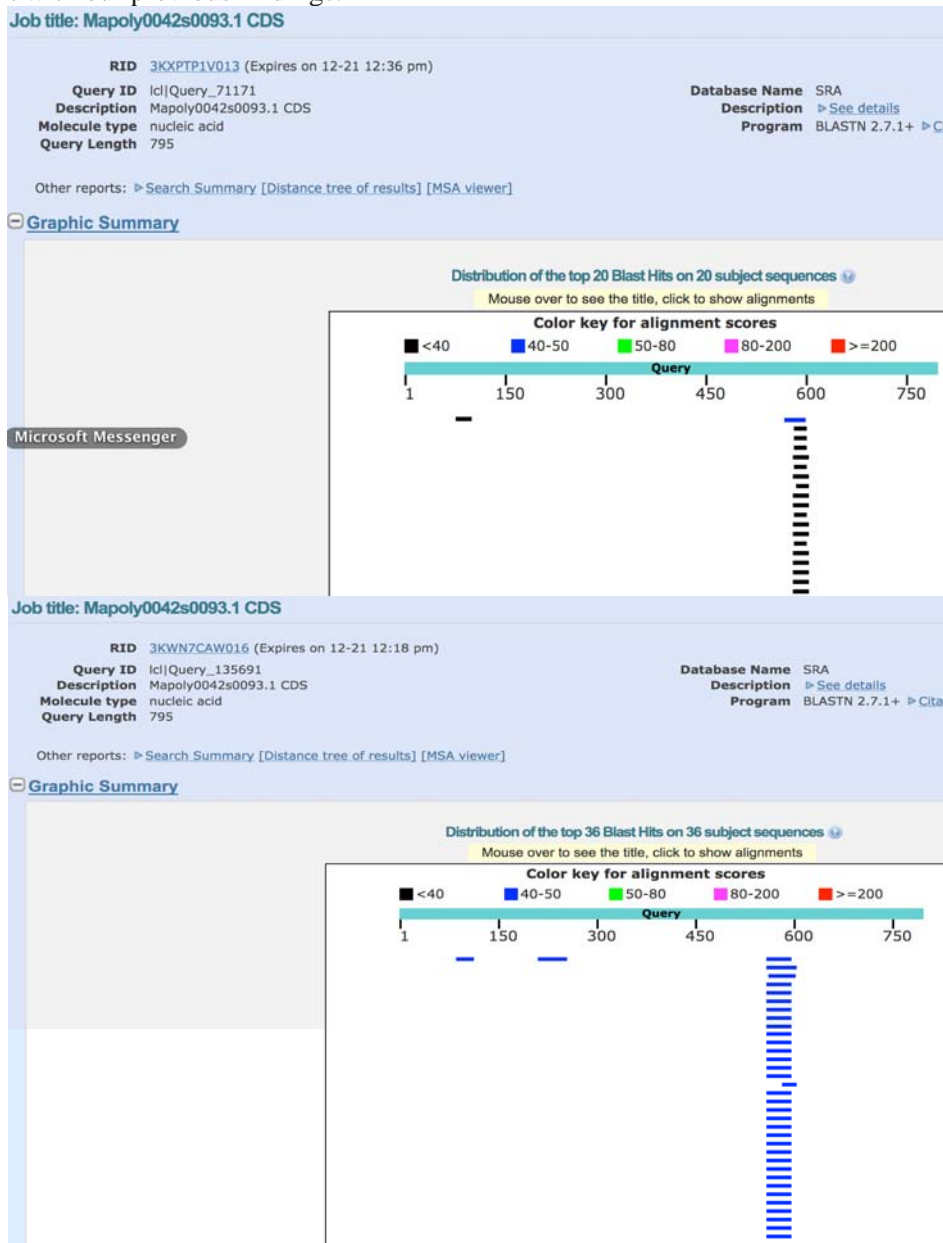 Job title: Mapoly0042s0093.1 CDS
RID 3KXPTP1V013 (Expires on 12-21 12:36 pm)
Query ID lcl|Query_71171
Database Name SRA
Description Mapoly0042s0093.1 CDS
Description See details
Molecule type nucleic acid
Program BLASTN 2.7.1+
Query Length 795
Other reports: Search Summary [Distance tree of results] [MSA viewer]
Graphic Summary
Distribution of the top 20 Blast Hits on 20 subject sequences
Mouse over to see the title, click to show alignments
Color key for alignment scores
<40 40-50 50-80 80-200 >=200
Query
1 150 300 450 600 750
Microsoft Messenger
Job title: Mapoly0042s0093.1 CDS
RID 3KWN7CAW016 (Expires on 12-21 12:18 pm)
Query ID lcl|Query_135691
Database Name SRA
Description Mapoly0042s0093.1 CDS
Description See details
Molecule type nucleic acid
Program BLASTN 2.7.1+ Cita
Query Length 795
Other reports: Search Summary [Distance tree of results] [MSA viewer]
Graphic Summary
Distribution of the top 36 Blast Hits on 36 subject sequences
Mouse over to see the title, click to show alignments
Color key for alignment scores
<40 40-50 50-80 80-200 >=200
Query
1 150 300 450 600 750